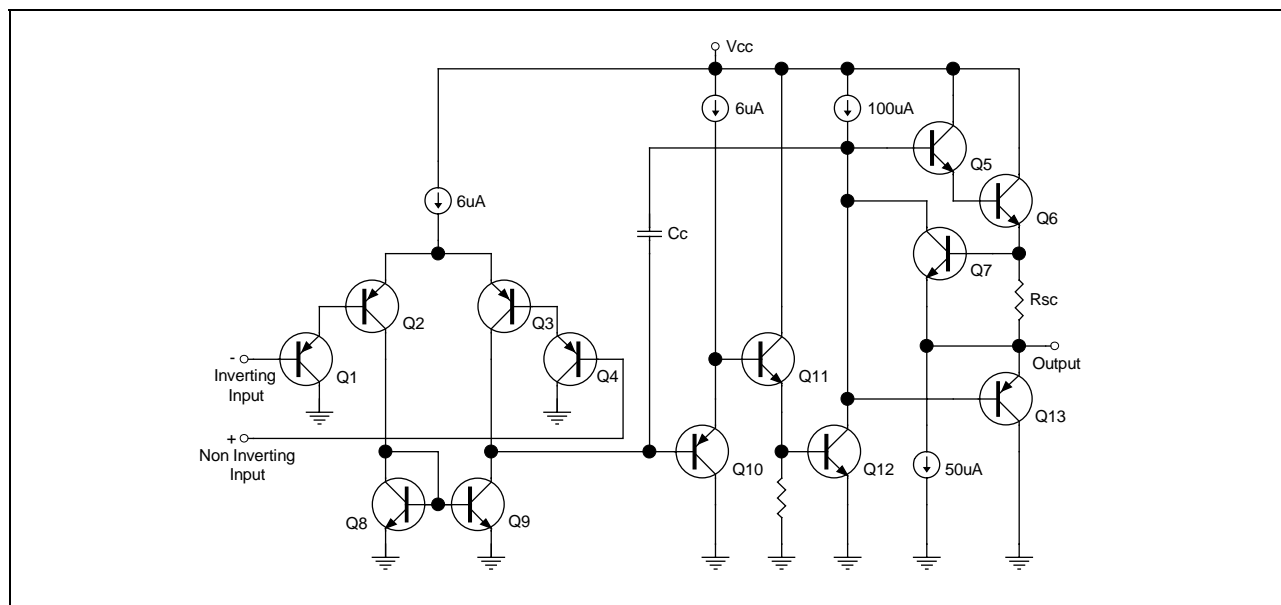 Vcc
6uA
100uA
Q5
6uA
Q6
Cc
Q7
Q2
Q3
Rsc
-
Inverting
Input
Q1
Q4
Q11
Output
+
Non Inverting
Input
Q10
Q12
Q13
50uA
Q8
Q9